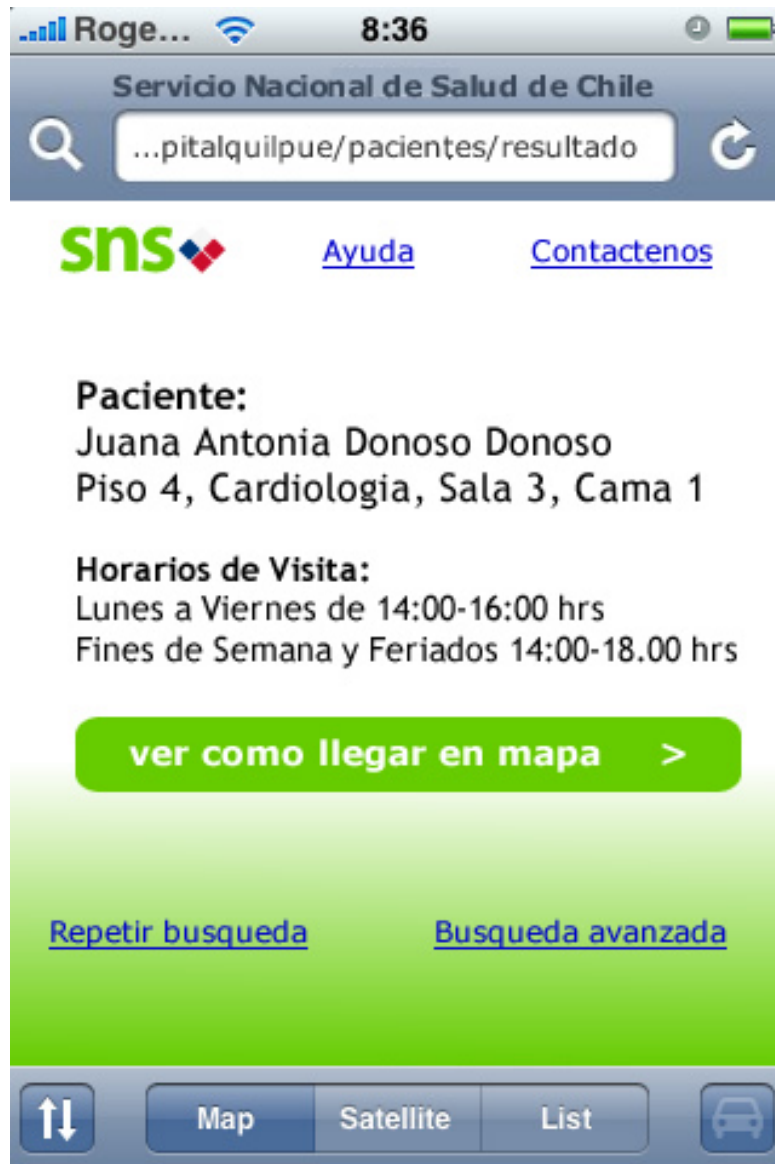 Roge... 8:36
Servicio Nacional de Salud de Chile
...pitalquilpue/pacientes/resultado
sns Ayuda Contactenos
Paciente:
Juana Antonia Donoso Donoso
Piso 4, Cardiologia, Sala 3, Cama 1
Horarios de Visita:
Lunes a Viernes de 14:00-16:00 hrs
Fines de Semana y Feriados 14:00-18.00 hrs
ver como llegar en mapa >
Repetir busqueda Busqueda avanzada
Map Satellite List